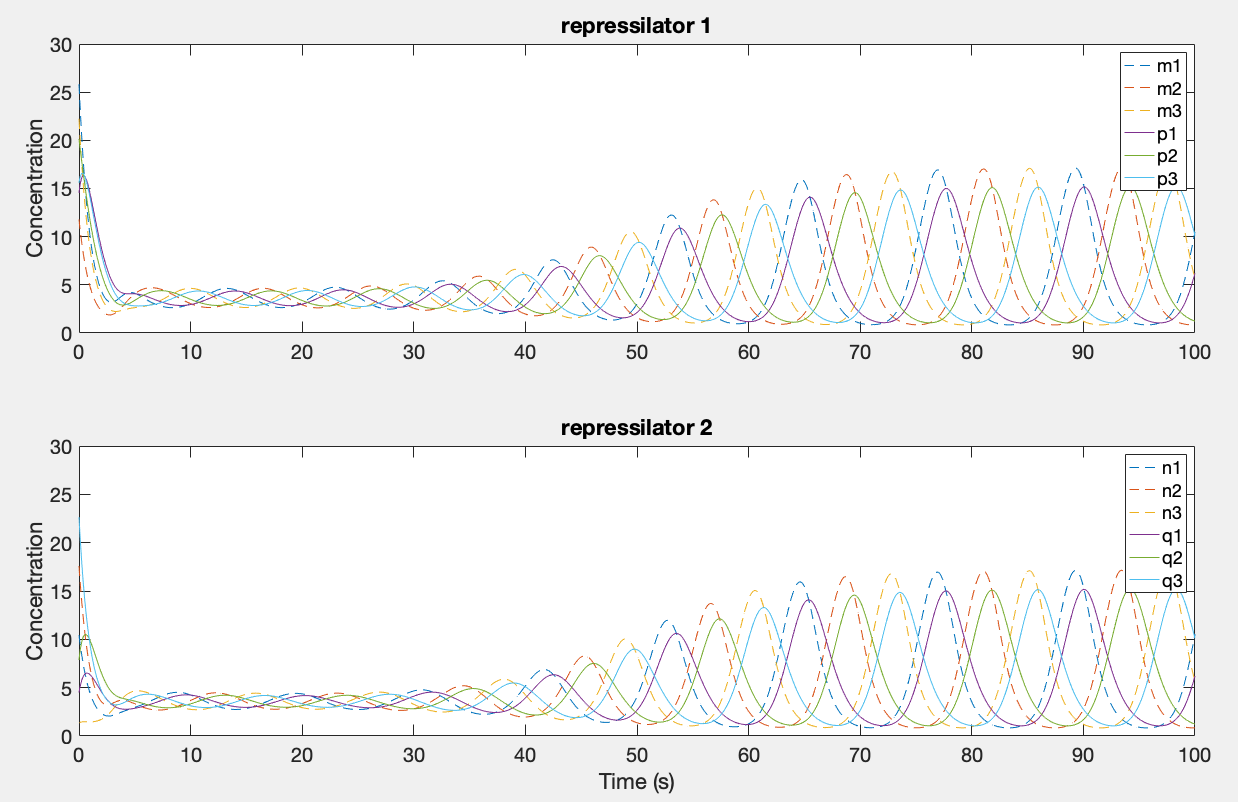 repressilator 1
30
25
20
15
10
5
0
Concentration
m1
m2
m3
p1
p2
p3
0 10 20 30 40 50 60 70 80 90 100
repressilator 2
30
25
20
15
10
5
0
Concentration
n1
n2
n3
q1
q2
q3
0 10 20 30 40 50 60 70 80 90 100
Time (s)